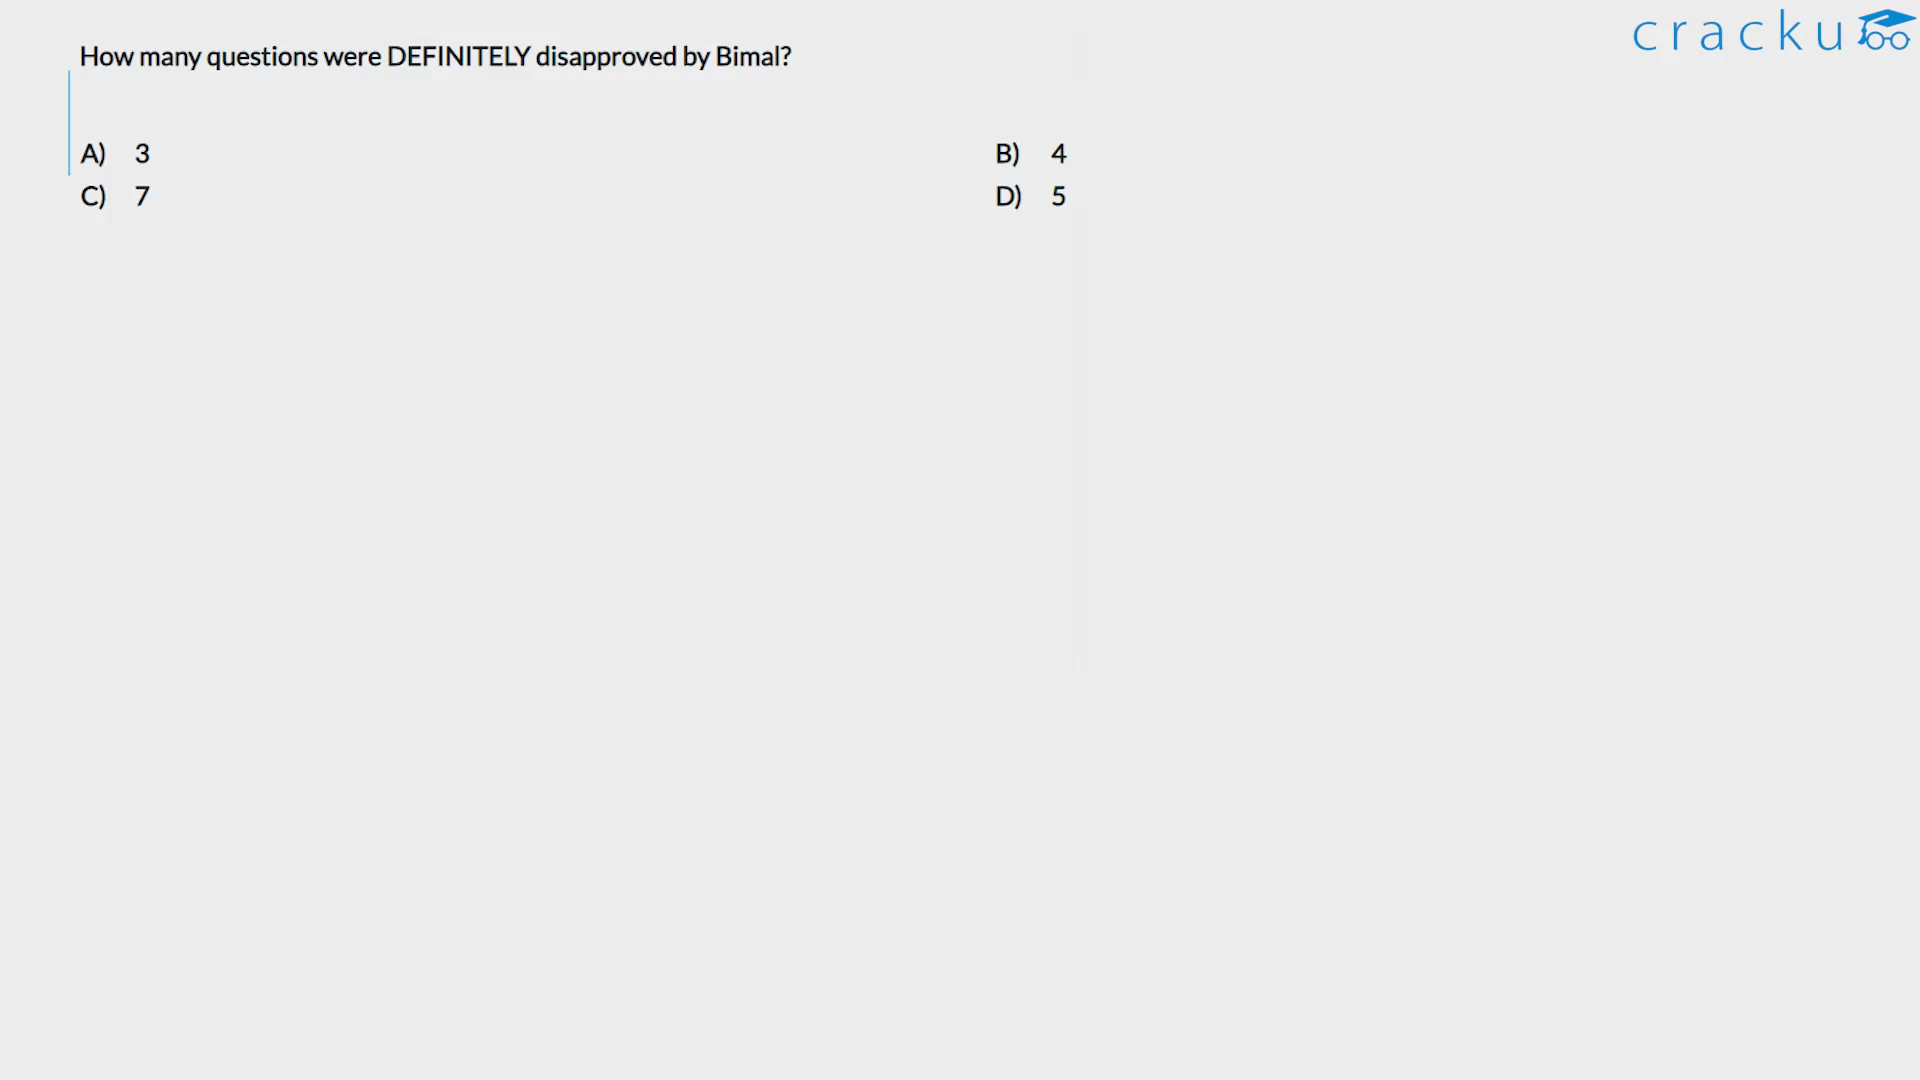 cracku
How many questions were DEFINITELY disapproved by Bimal?
A) 3 B) 4
C) 7 D) 5